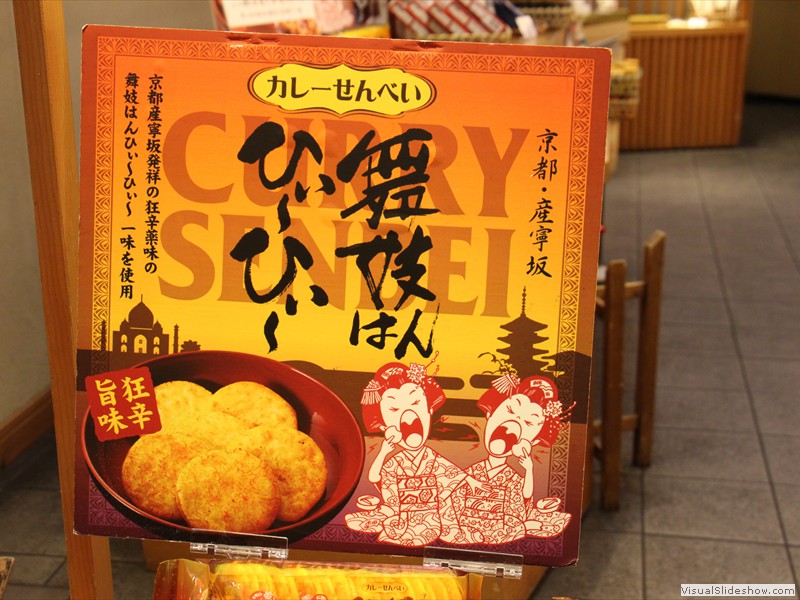 カレーせんべい
CURRY
SENBEI
京都・産寧坂
舞妓はん
ひぃ～ひぃ～
京都産寧坂発祥の狂辛薬味の
舞妓はんひぃ～ひぃ～ 一味を使用
狂辛
旨味
カレーせんべい
VisualSlideshow.com